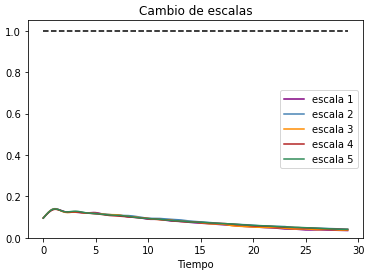 Cambio de escalas
1.0
0.8
0.6
0.4
0.2
0.0
escala 1
escala 2
escala 3
escala 4
escala 5
0 5 10 15 20 25 30
Tiempo